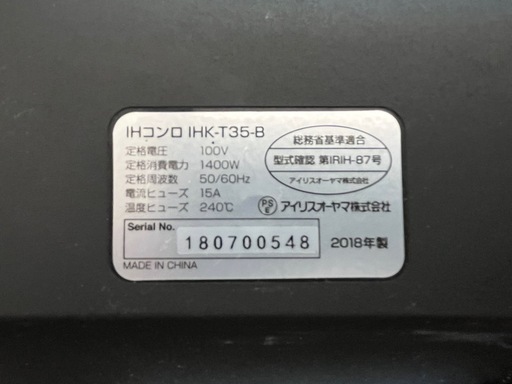 IHコンロ IHK-T35-B
定格電圧 100V
定格消費電力 1400W
定格周波数 50/60Hz
電流ヒューズ 15A
温度ヒューズ 240℃
総務省基準適合
型式確認 第IRIH-87号
アイリスオーヤマ株式会社
PSE アイリスオーヤマ株式会社
Serial No. 180700548 2018年製
MADE IN CHINA